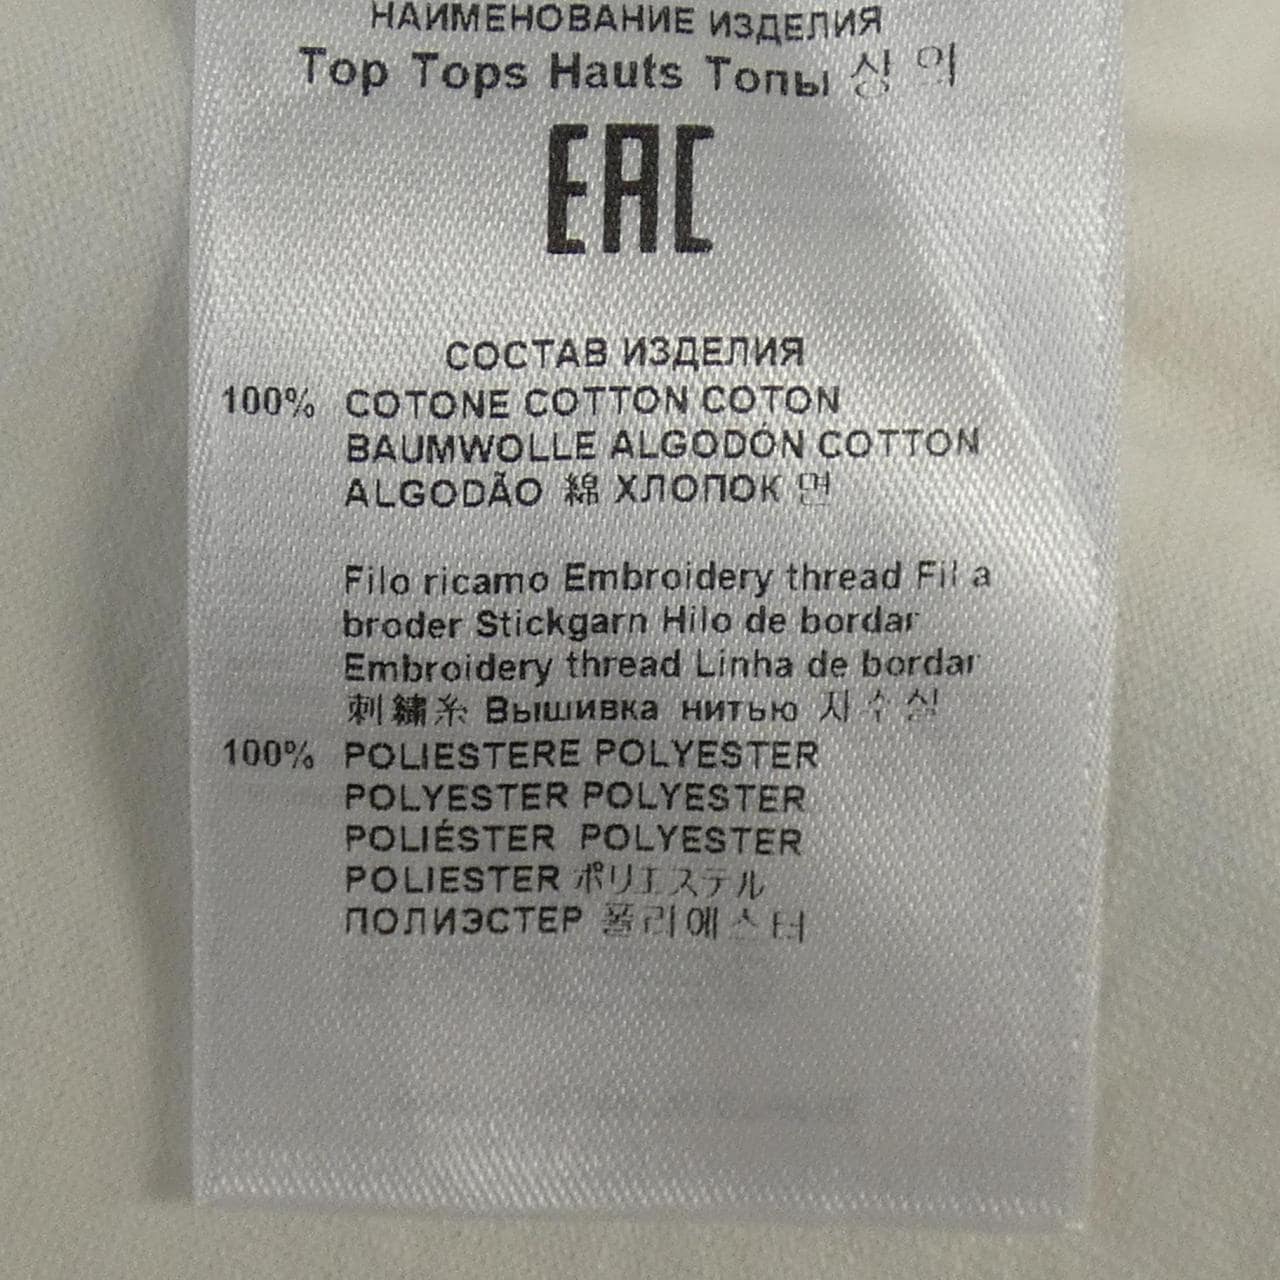 НАИМЕНОВАНИЕ ИЗДЕЛИЯ
Top Tops Hauts Топы 상 의
EAC
СОСТАВ ИЗДЕЛИЯ
100% COTONE COTTON COTON
BAUMWOLLE ALGODÓN COTTON
ALGODÃO 綿 ХЛОПОК 면
Filo ricamo Embroidery thread Fil a
broder Stickgarn Hilo de bordar
Embroidery thread Linha de bordar
刺繍糸 Вышивка нитью 자 수 실
100% POLIESTERE POLYESTER
POLYESTER POLYESTER
POLIÉSTER POLYESTER
POLIESTER ポリエステル
ПОЛИЭСТЕР 폴리에스터